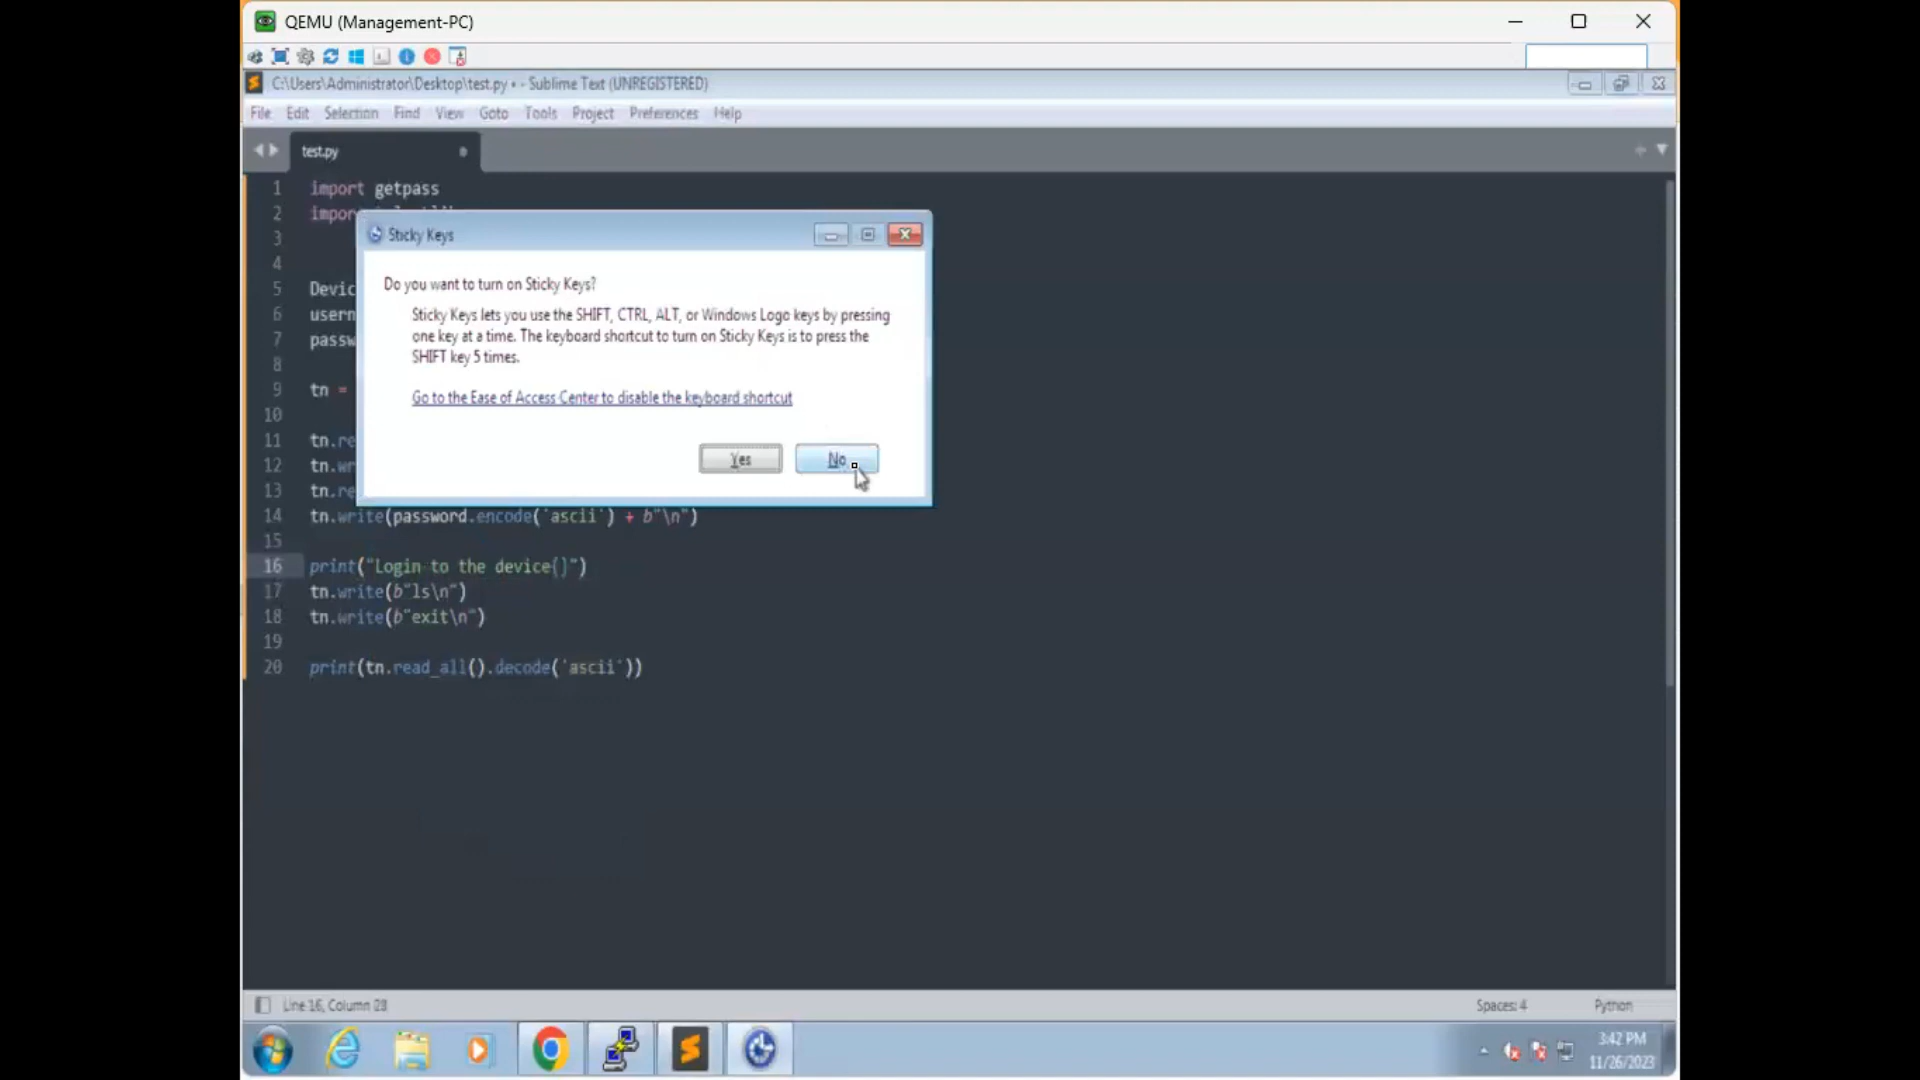 QEMU (Management-PC)
C:\Users\Administrator\Desktop\test.py • - Sublime Text (UNREGISTERED)
File Edit Selection Find View Goto Tools Project Preferences Help
test.py
1 import getpass
2 impor
3
4
5 Devic
6 usern
7 passw
8
9 tn =
10
11 tn.re
12 tn.wr
13 tn.re
14 tn.write(password.encode('ascii') + b"\n")
15
16 print("Login to the device{}")
17 tn.write(b"ls\n")
18 tn.write(b"exit\n")
19
20 print(tn.read_all().decode('ascii'))
Sticky Keys
Do you want to turn on Sticky Keys?
Sticky Keys lets you use the SHIFT, CTRL, ALT, or Windows Logo keys by pressing
one key at a time. The keyboard shortcut to turn on Sticky Keys is to press the
SHIFT key 5 times.
Go to the Ease of Access Center to disable the keyboard shortcut
Yes No
Line 16, Column 28
Spaces: 4 Python
3:42 PM
11/26/2023